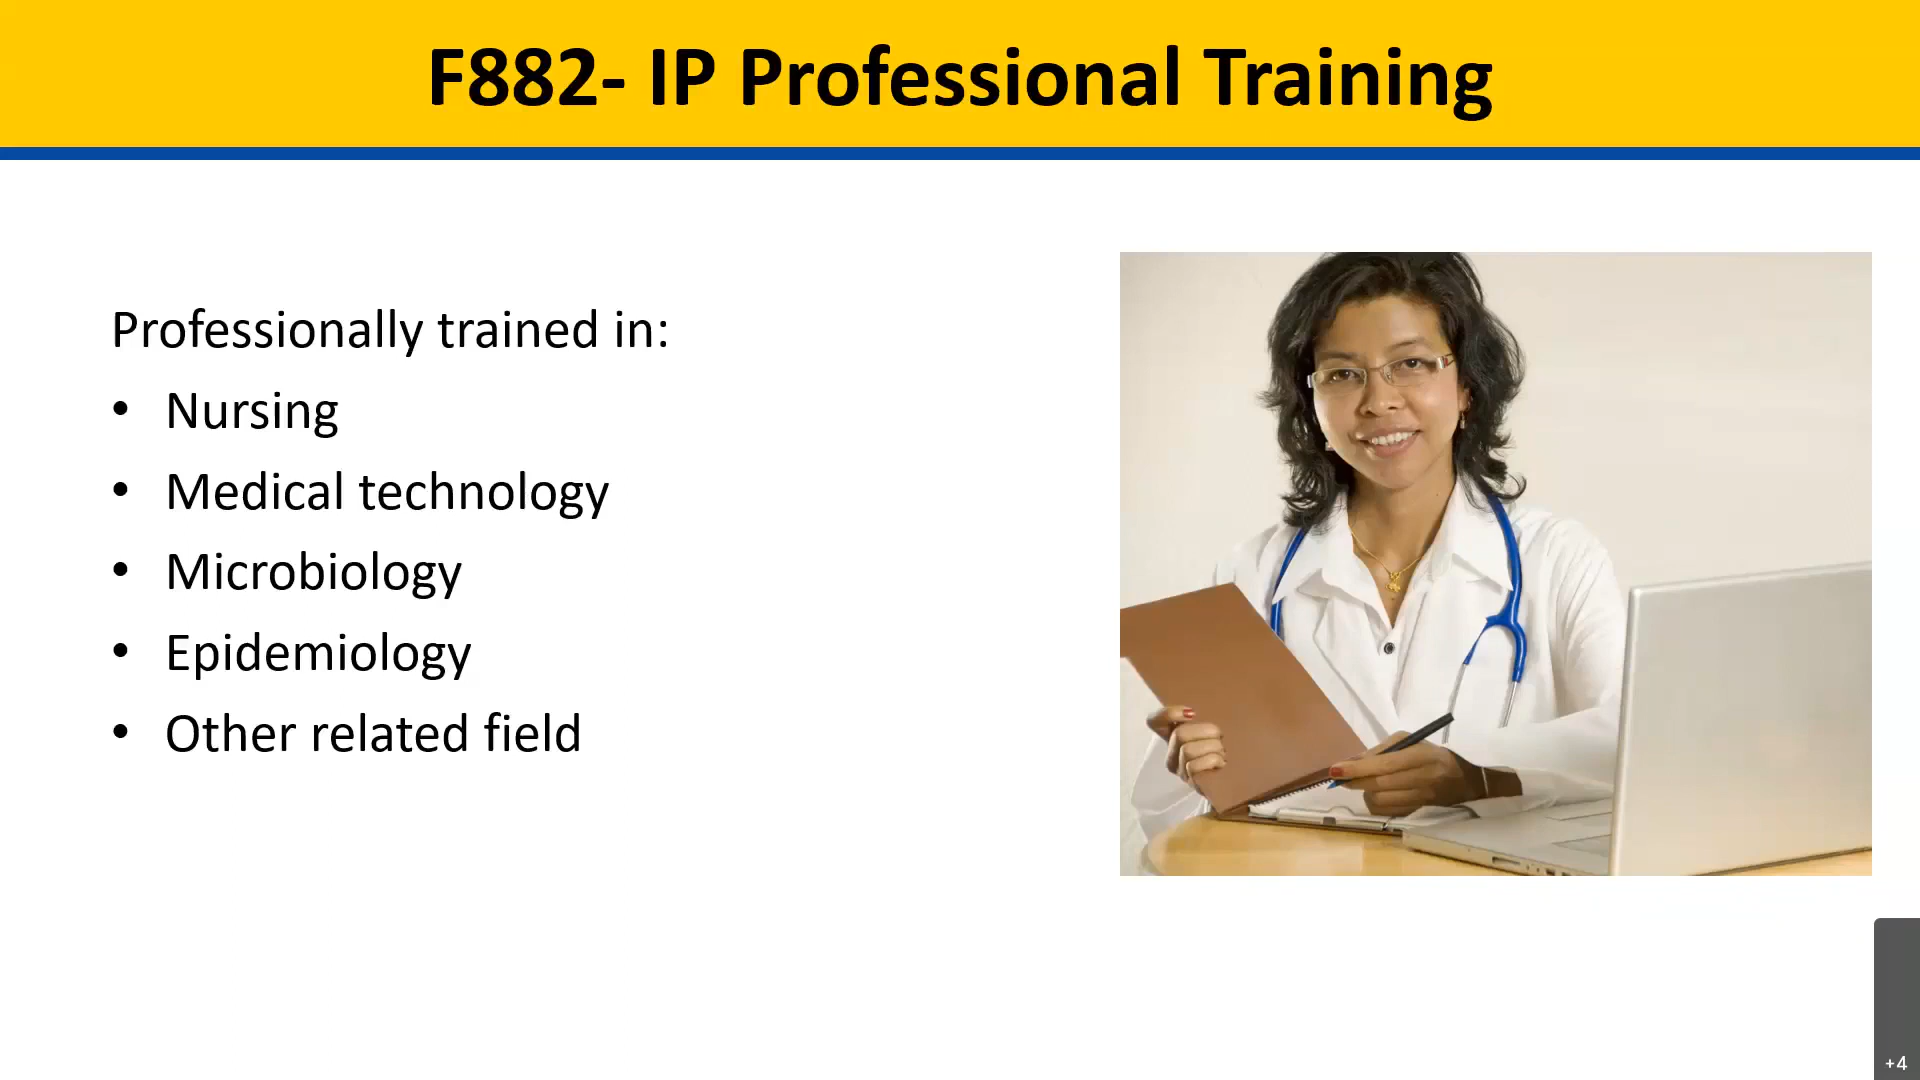 F882- IP Professional Training
Professionally trained in:
• Nursing
• Medical technology
• Microbiology
• Epidemiology
• Other related field
+4